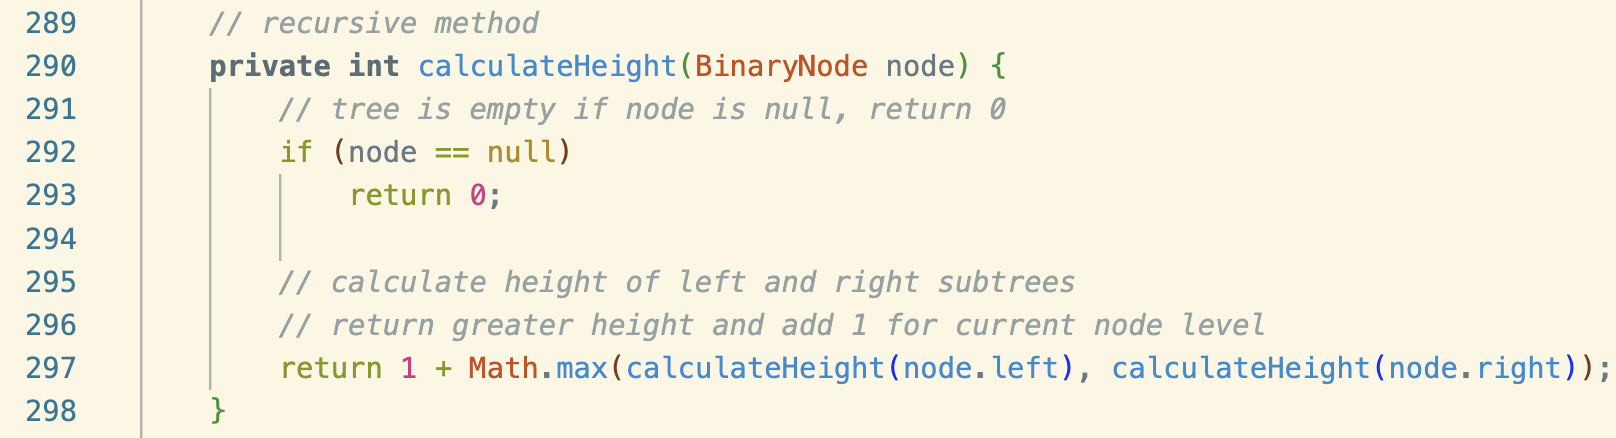 289 // recursive method
290 private int calculateHeight(BinaryNode node) {
291 // tree is empty if node is null, return 0
292 if (node == null)
293 return 0;
294
295 // calculate height of left and right subtrees
296 // return greater height and add 1 for current node level
297 return 1 + Math.max(calculateHeight(node.left), calculateHeight(node.right));
298 }